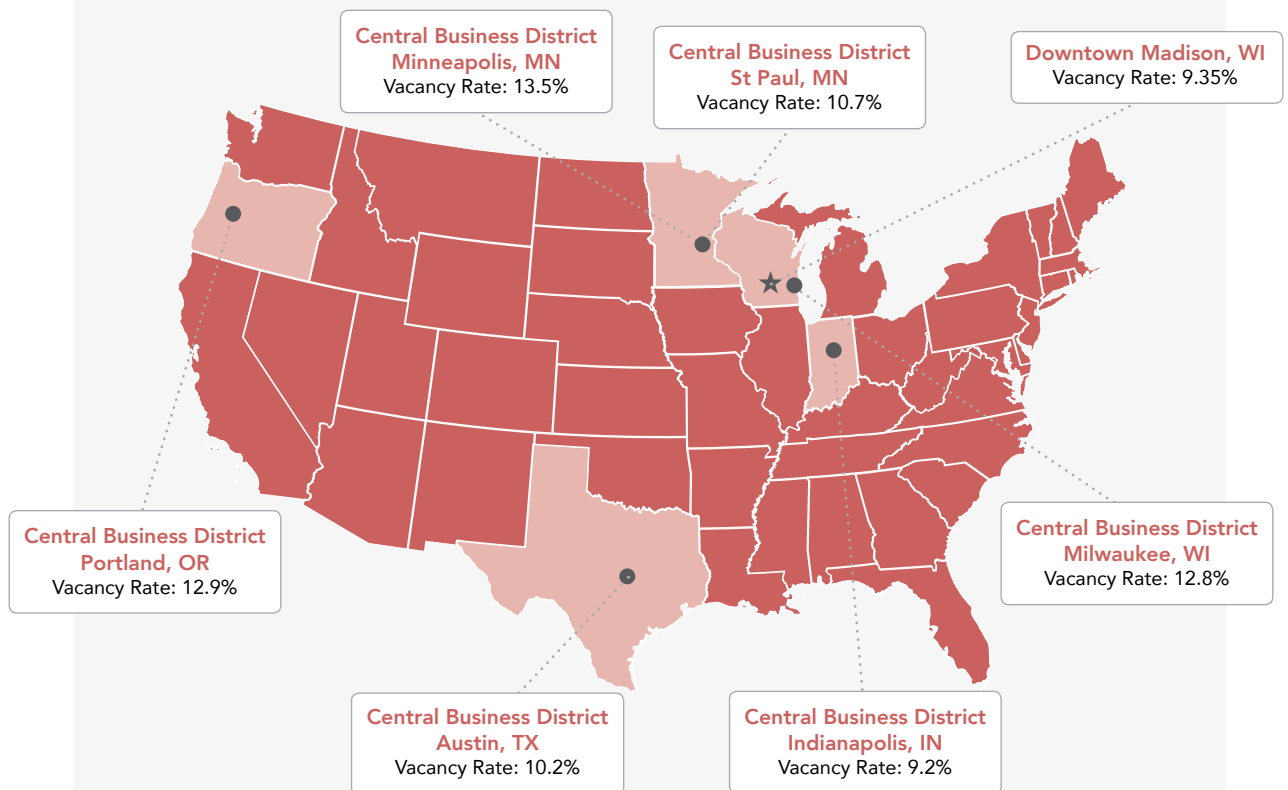 Central Business District
Minneapolis, MN
Vacancy Rate: 13.5%
Central Business District
St Paul, MN
Vacancy Rate: 10.7%
Downtown Madison, WI
Vacancy Rate: 9.35%
Central Business District
Portland, OR
Vacancy Rate: 12.9%
Central Business District
Milwaukee, WI
Vacancy Rate: 12.8%
Central Business District
Austin, TX
Vacancy Rate: 10.2%
Central Business District
Indianapolis, IN
Vacancy Rate: 9.2%